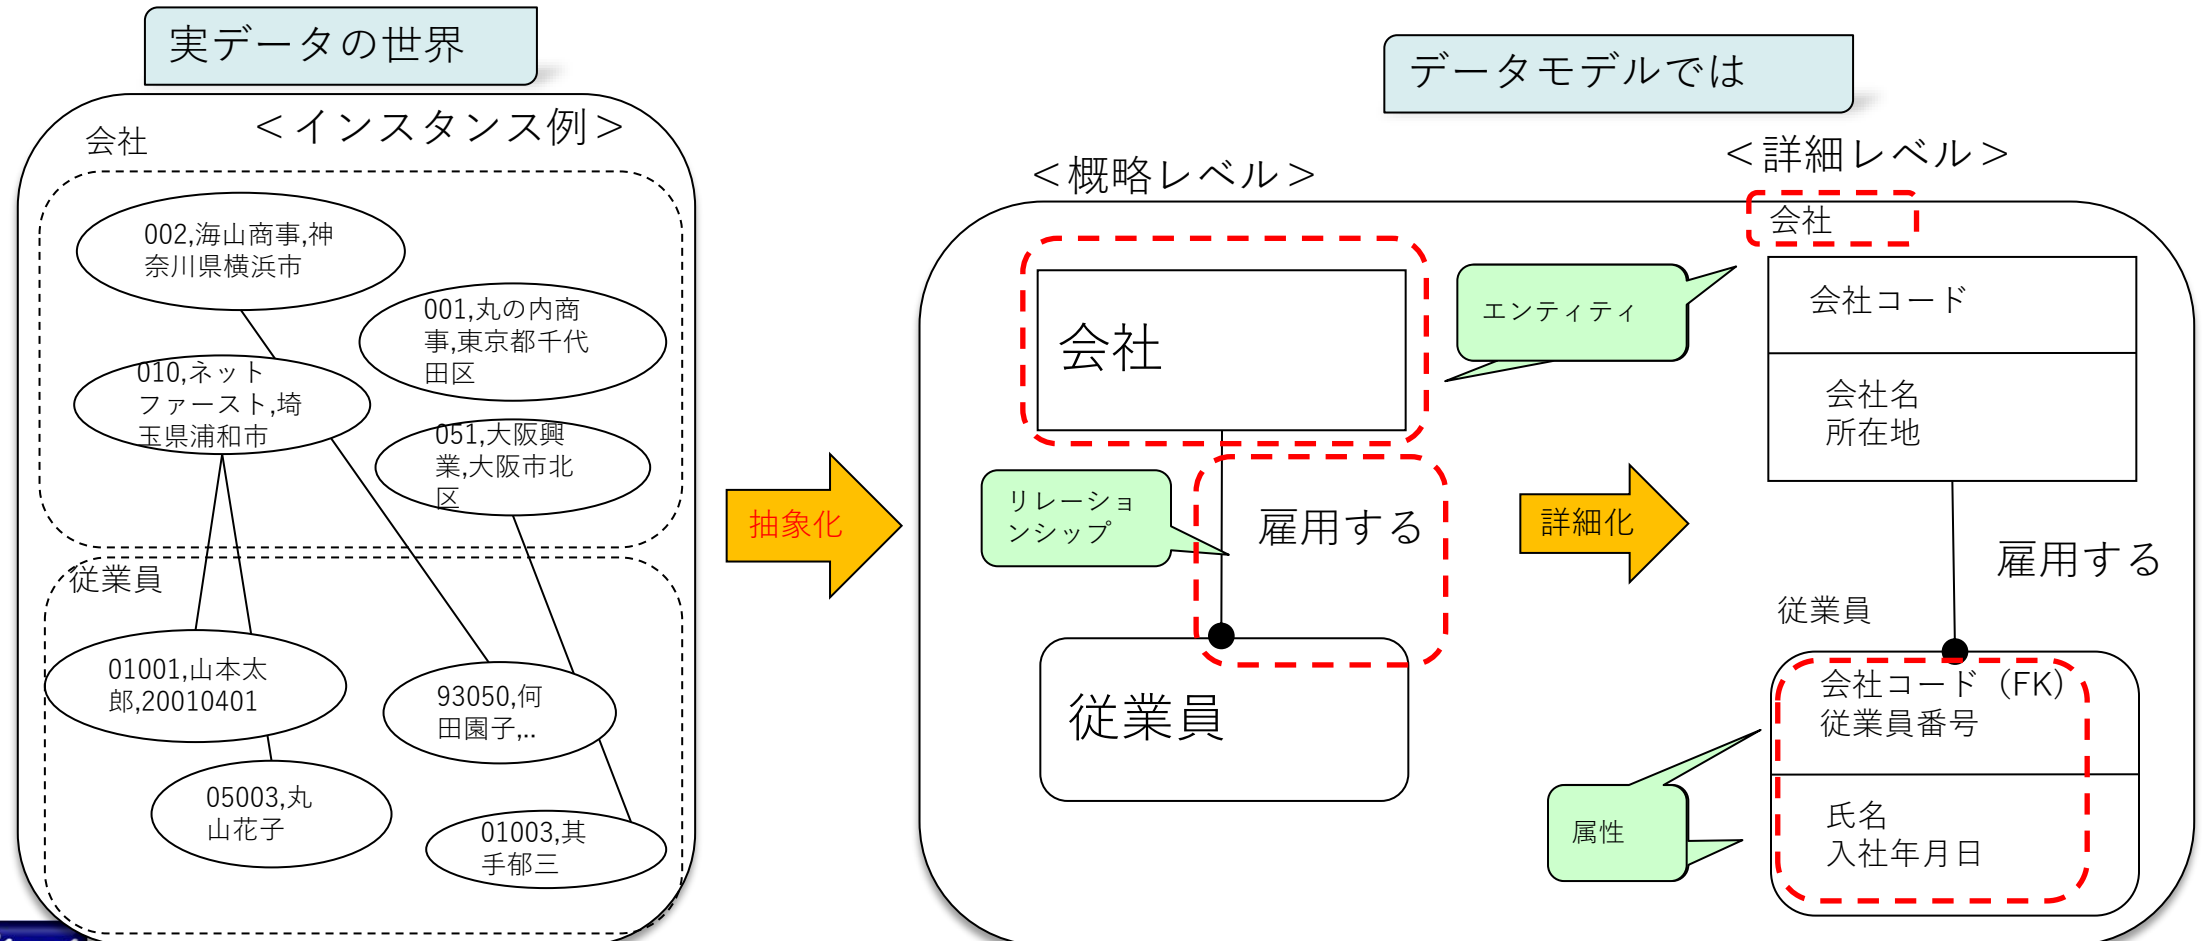 実データの世界
＜インスタンス例＞
会社
002,海山商事,神
奈川県横浜市
001,丸の内商
事,東京都千代
田区
010,ネット
ファースト,埼
玉県浦和市
051,大阪興
業,大阪市北
区
従業員
01001,山本太
郎,20010401
93050,何
田園子,..
05003,丸
山花子
01003,其
手郁三
抽象化
データモデルでは
＜概略レベル＞
会社
エンティティ
リレーショ
ンシップ
雇用する
従業員
詳細化
＜詳細レベル＞
会社
会社コード
会社名
所在地
雇用する
従業員
会社コード（FK）
従業員番号
氏名
入社年月日
属性